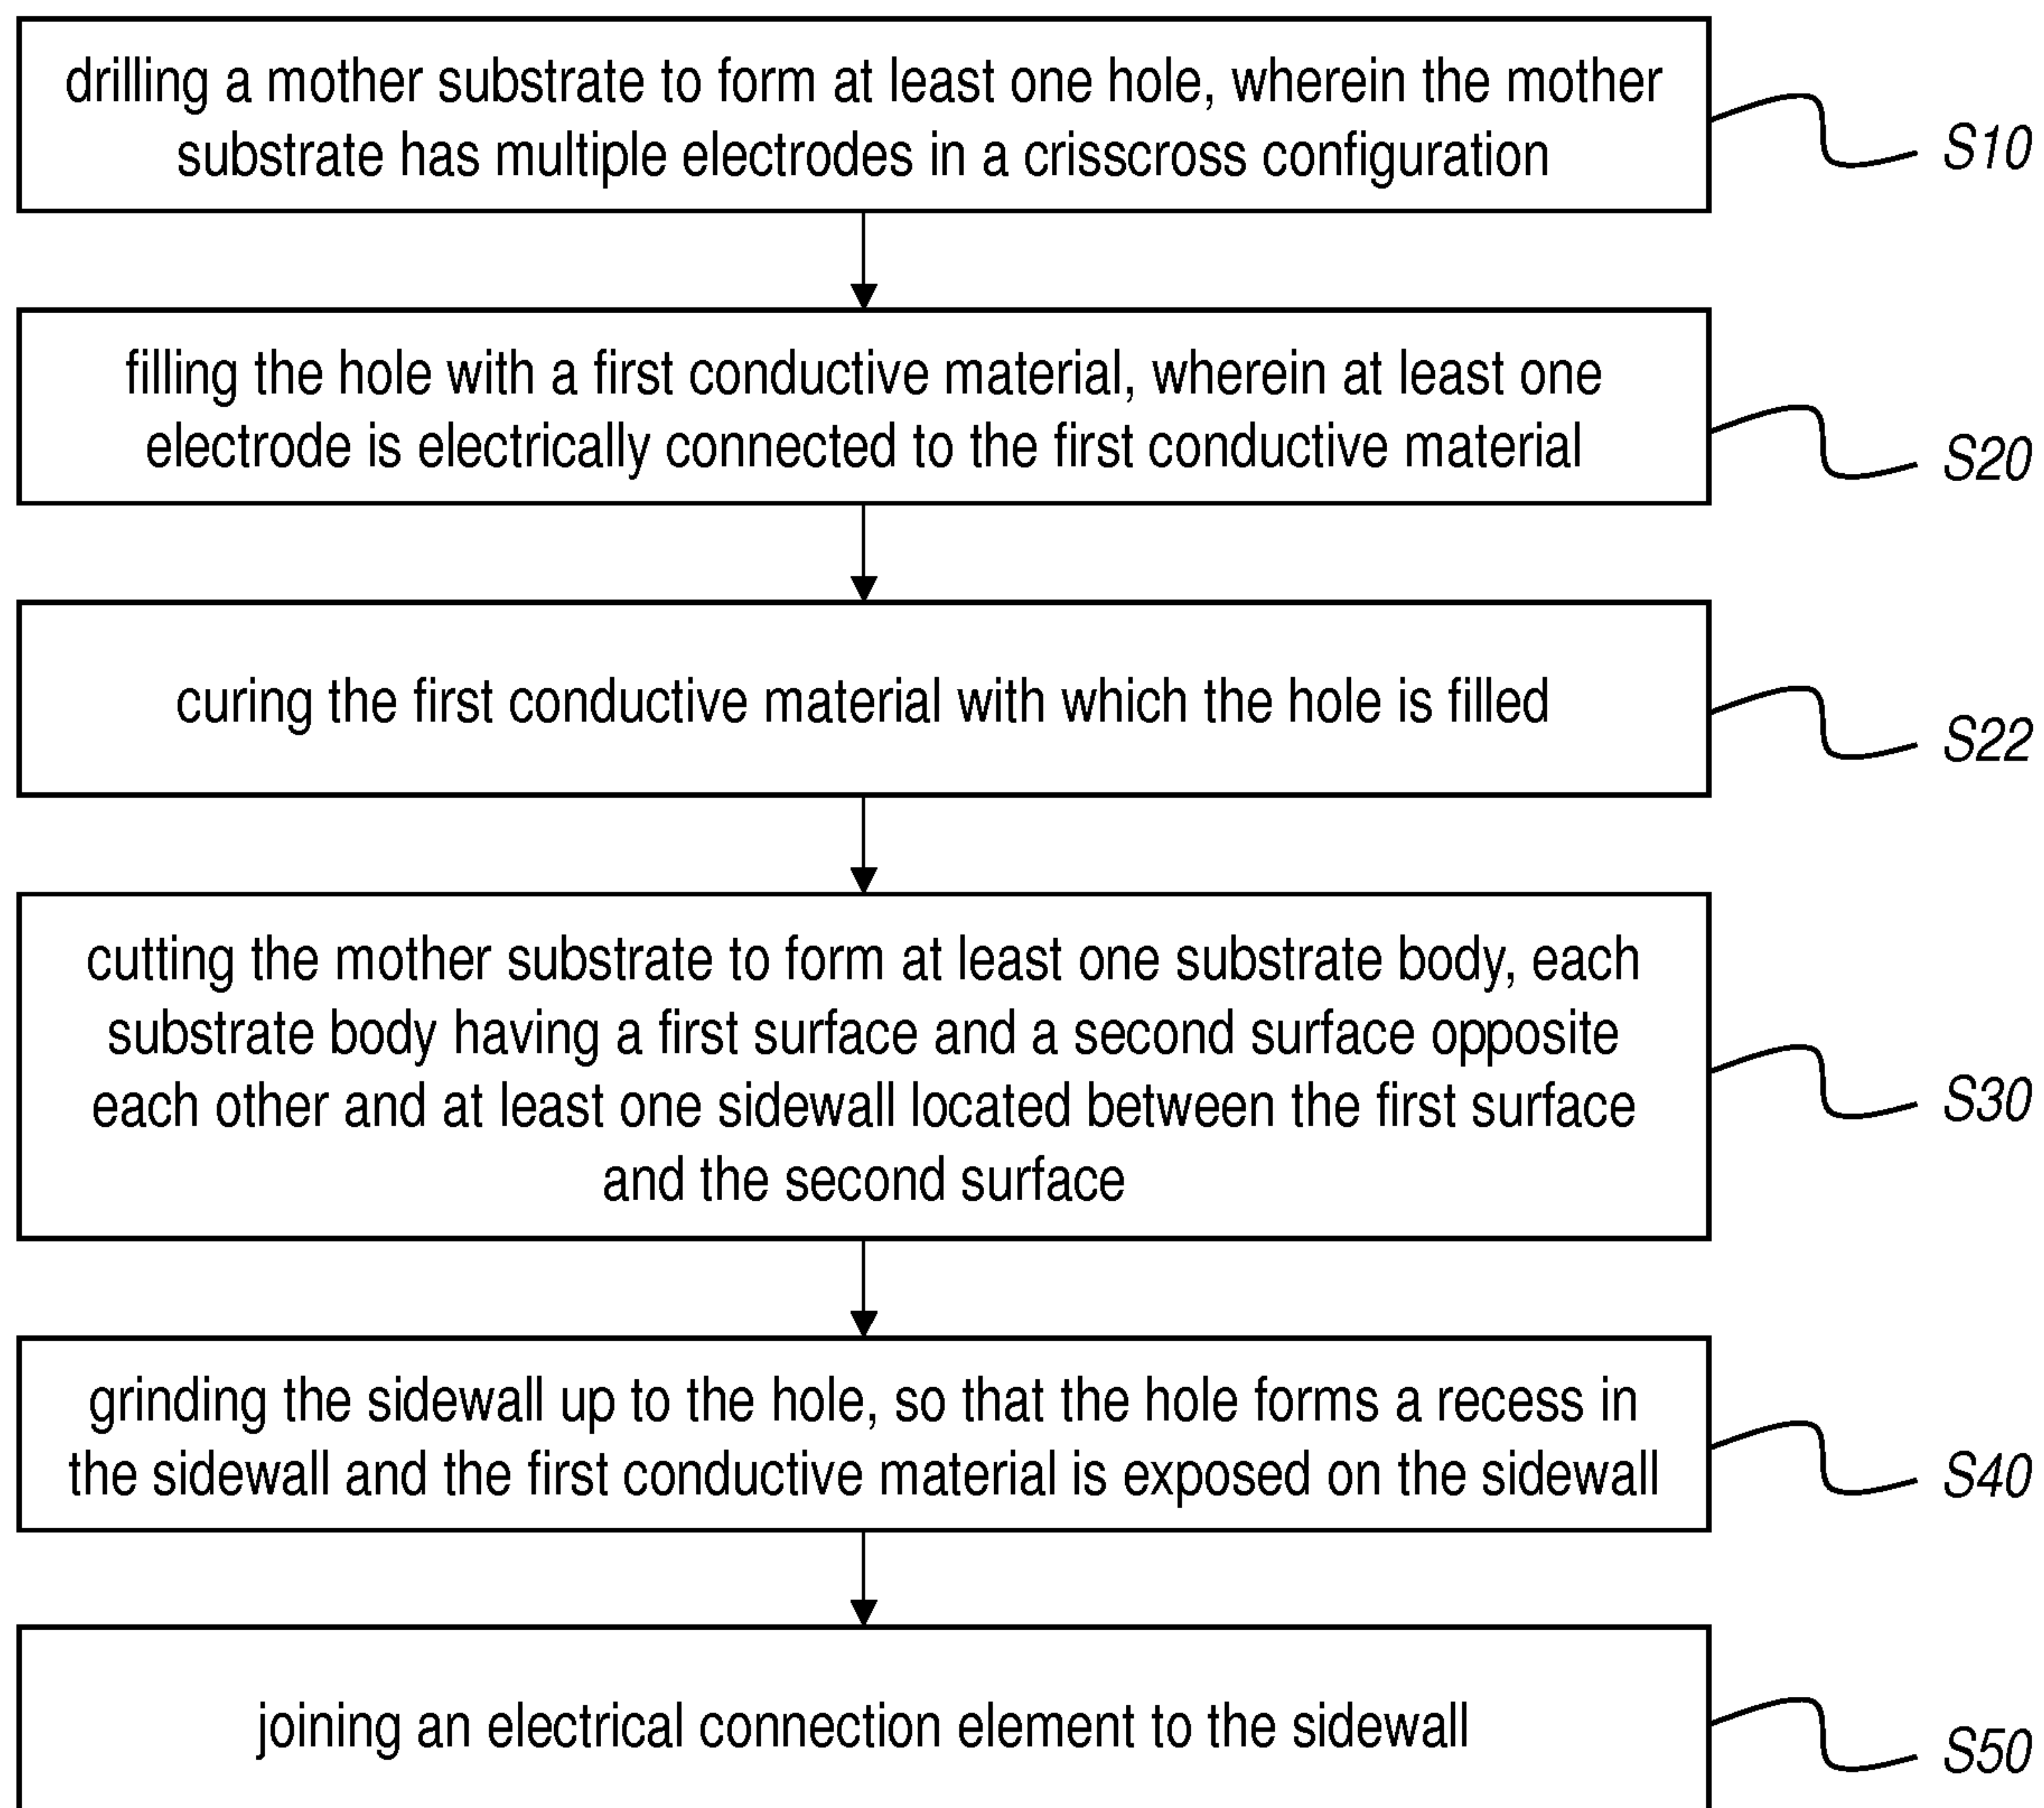 drilling a mother substrate to form at least one hole, wherein the mother
substrate has multiple electrodes in a crisscross configuration
S10
filling the hole with a first conductive material, wherein at least one
electrode is electrically connected to the first conductive material
S20
curing the first conductive material with which the hole is filled
S22
cutting the mother substrate to form at least one substrate body, each
substrate body having a first surface and a second surface opposite
each other and at least one sidewall located between the first surface
and the second surface
S30
grinding the sidewall up to the hole, so that the hole forms a recess in
the sidewall and the first conductive material is exposed on the sidewall
S40
joining an electrical connection element to the sidewall
S50